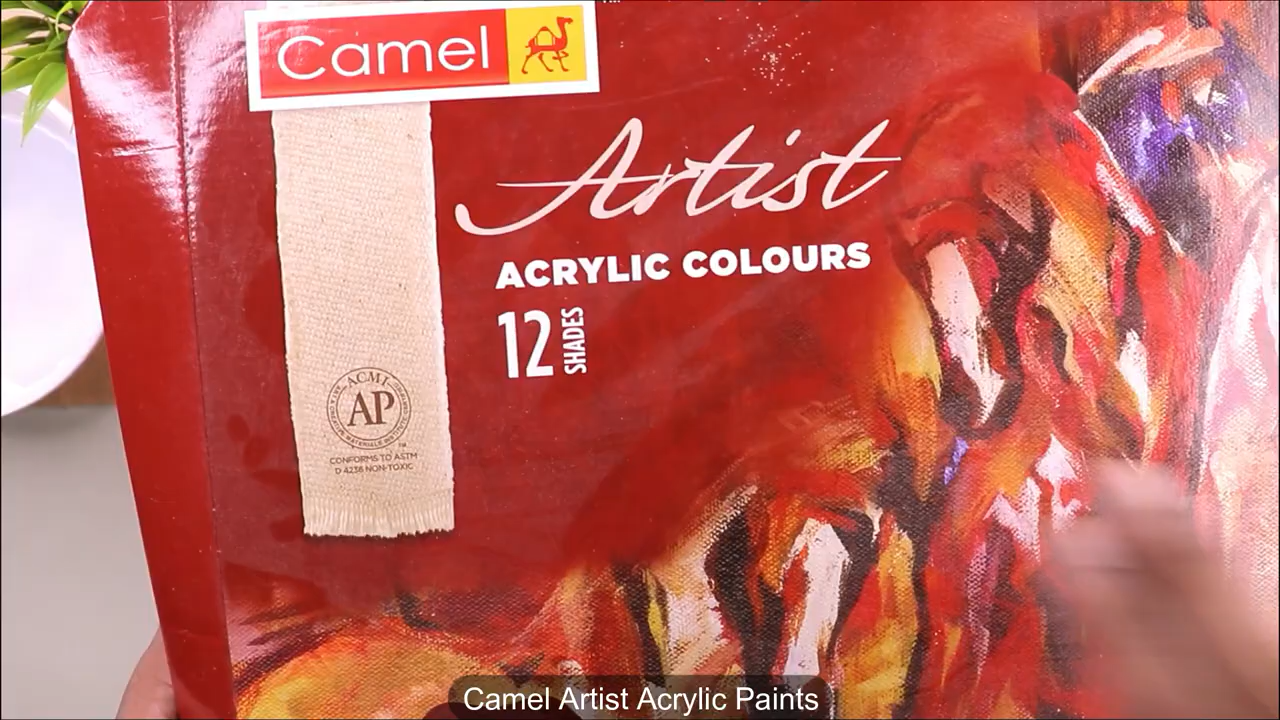 Camel
Artist
ACRYLIC COLOURS
12
SHADES
ACMI
AP
CONFORMS TO ASTM
D 4236 NON-TOXIC
Camel Artist Acrylic Paints